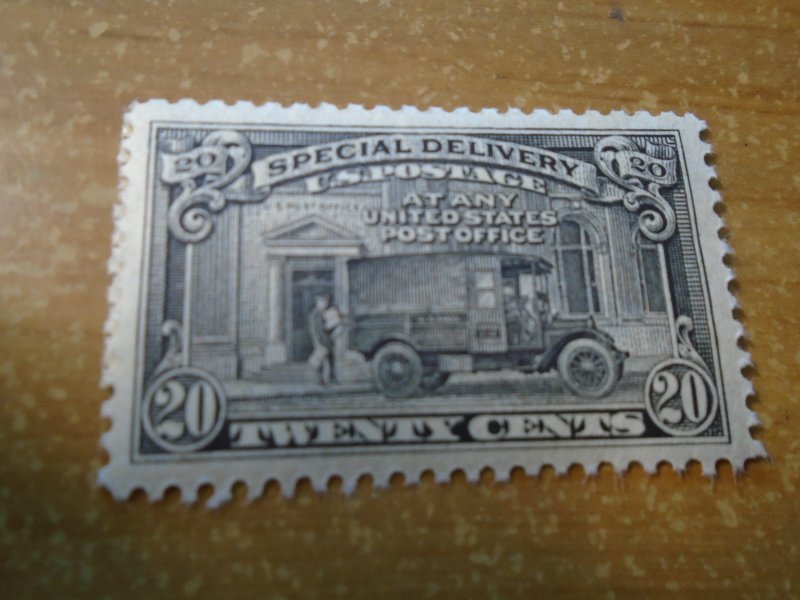 20 SPECIAL DELIVERY 20
U.S. POSTAGE
AT ANY
UNITED STATES
POST OFFICE
20 TWENTY CENTS 20